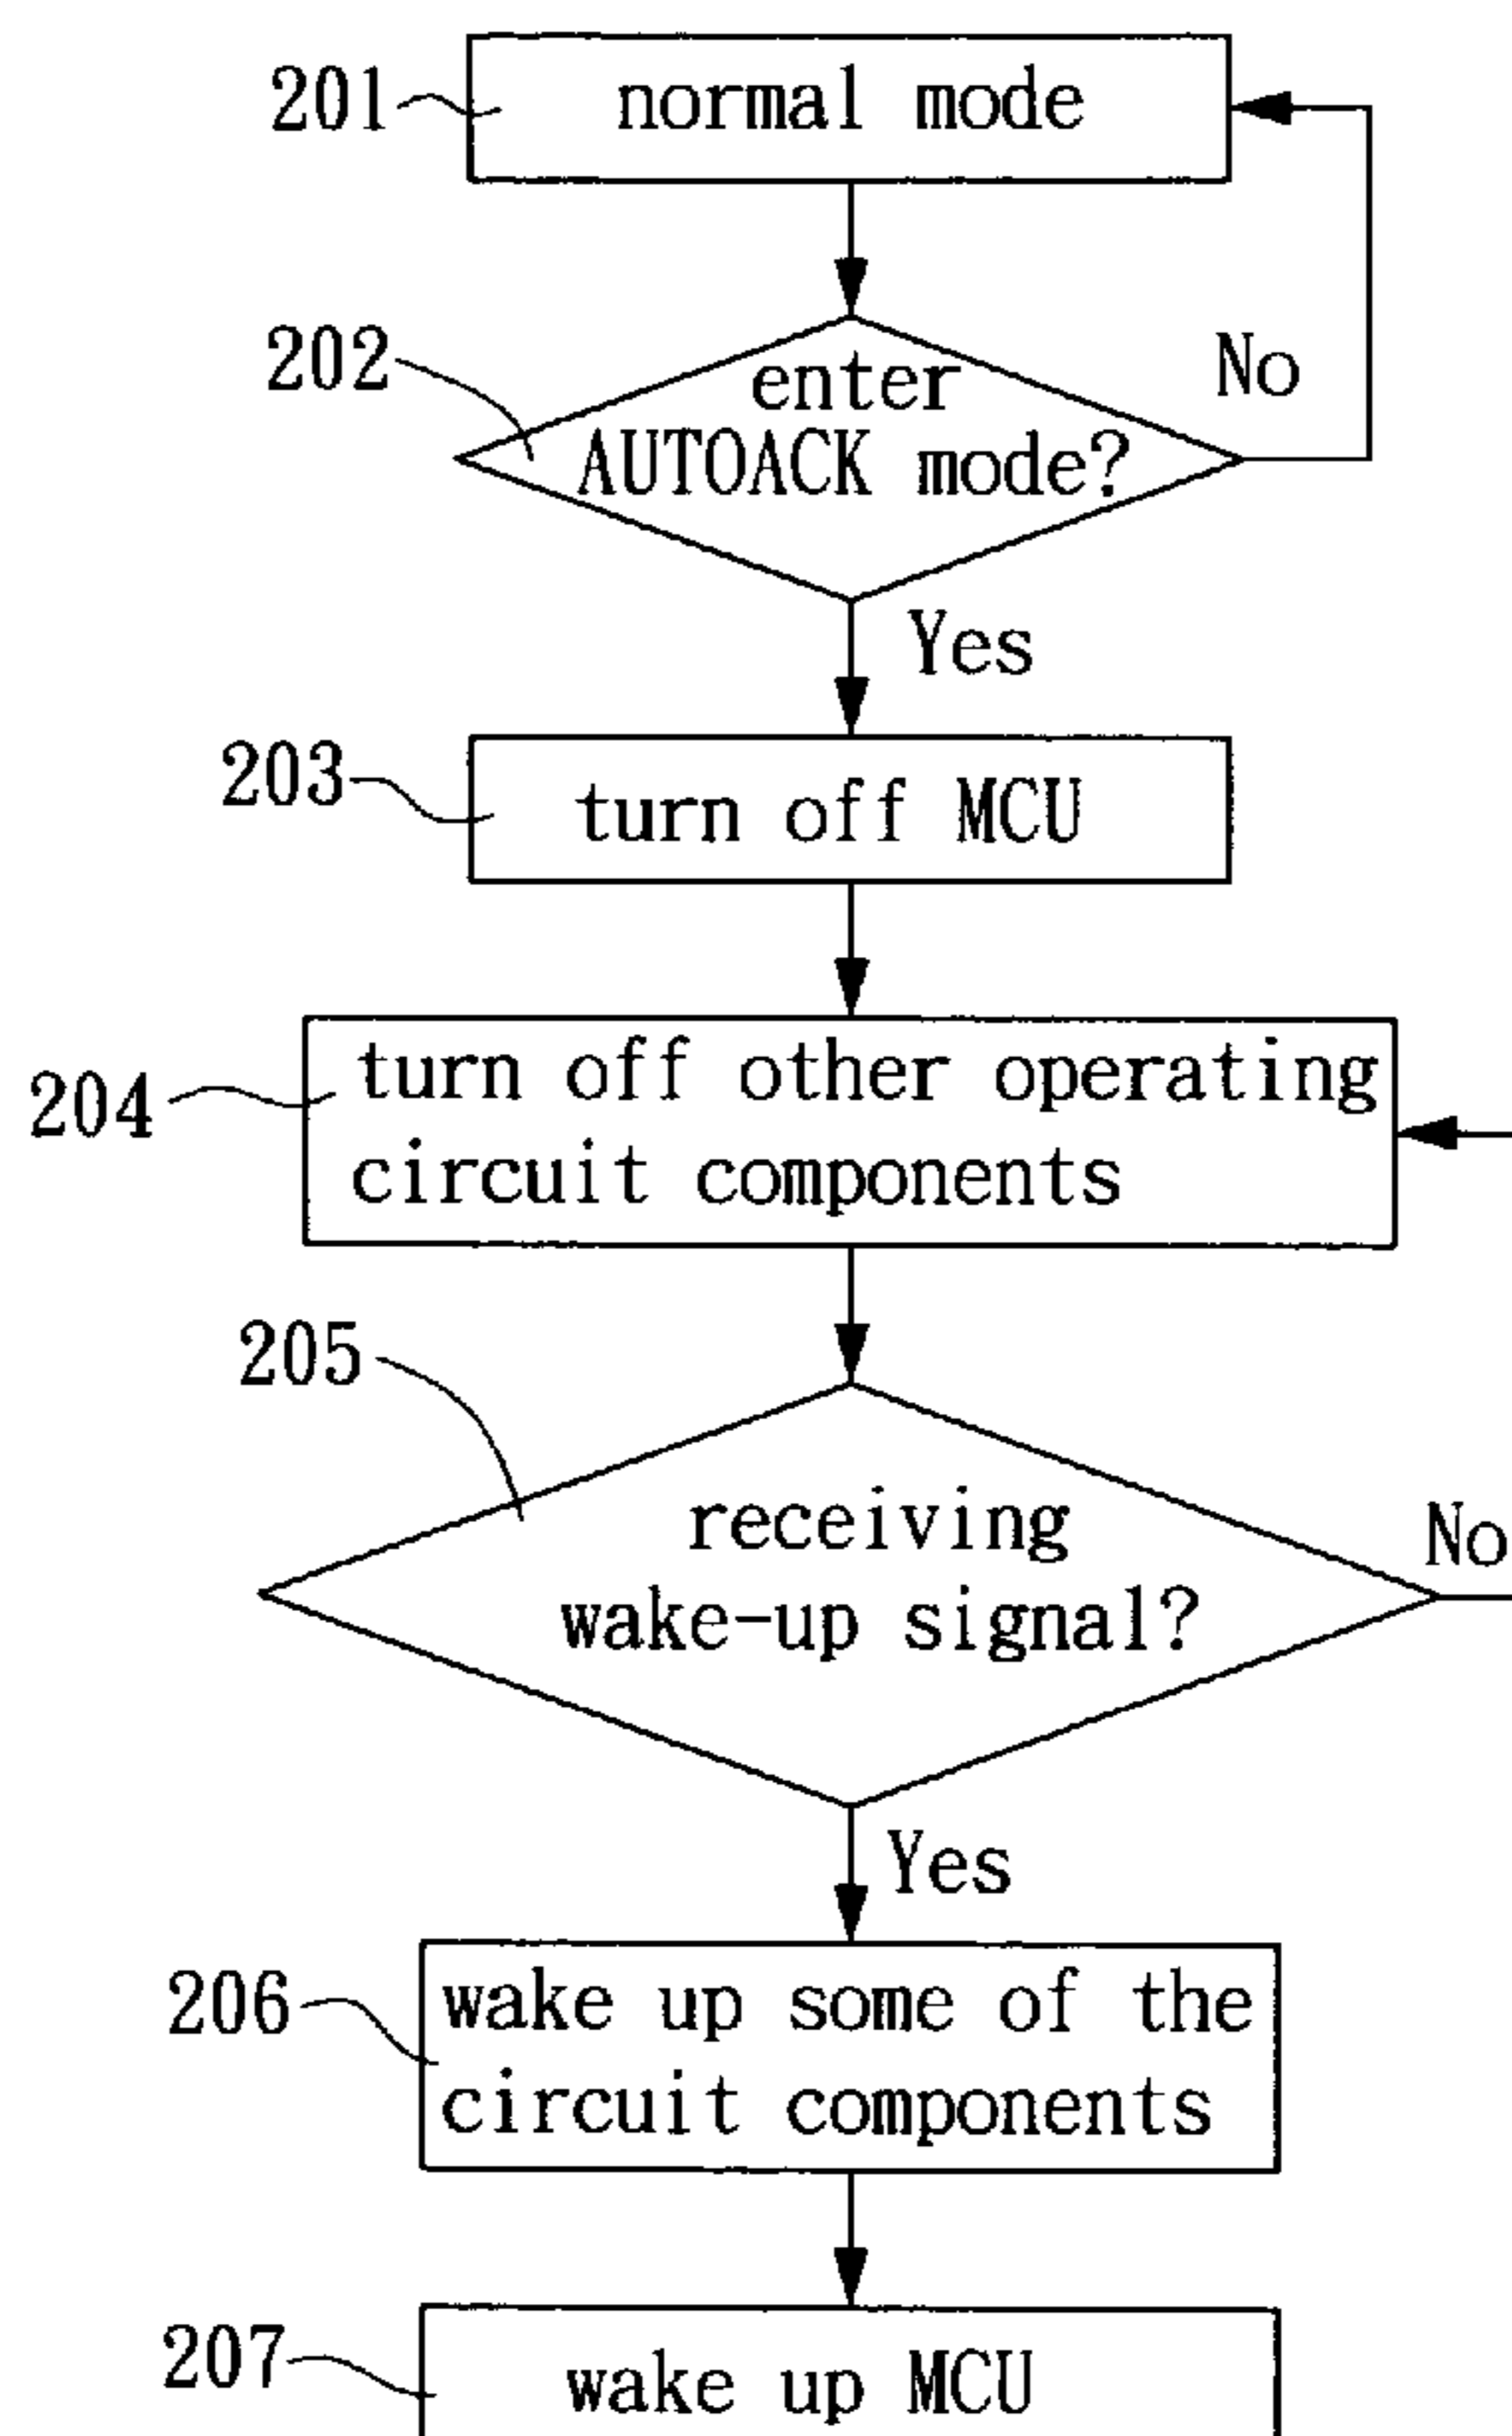 201
normal mode
202
enter
AUTOACK mode?
No
Yes
203
turn off MCU
204
turn off other operating
circuit components
205
receiving
wake-up signal?
No
Yes
206
wake up some of the
circuit components
207
wake up MCU